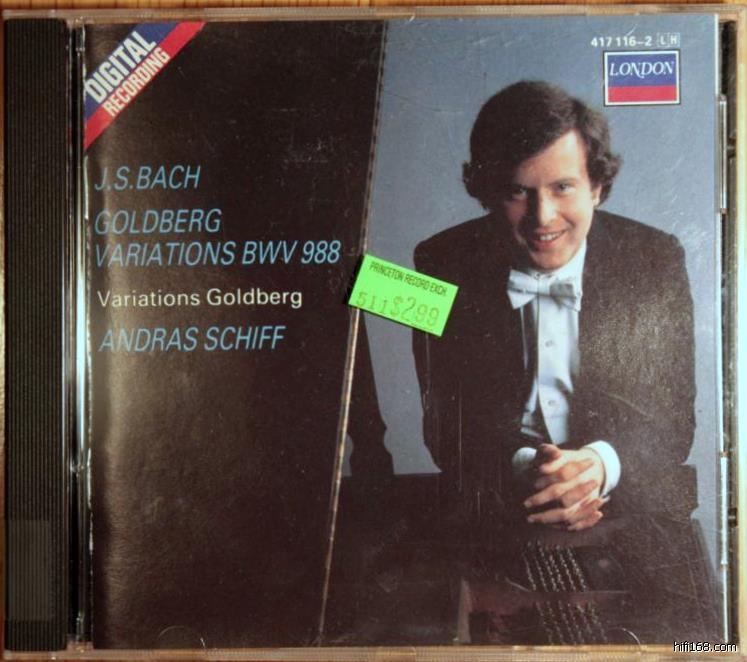 DIGITAL
RECORDING
417 116-2 LH
LONDON
J.S.BACH
GOLDBERG
VARIATIONS BWV 988
Variations Goldberg
ANDRAS SCHIFF
PRINCETON RECORD EXCH.
511$2.99
hifi168.com